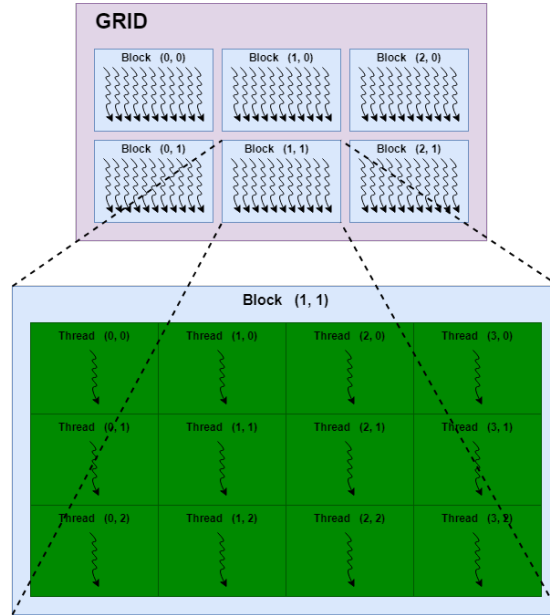 GRID
Block (0, 0) Block (1, 0) Block (2, 0)
Block (0, 1) Block (1, 1) Block (2, 1)
Block (1, 1)
Thread (0, 0) Thread (1, 0) Thread (2, 0) Thread (3, 0)
Thread (0, 1) Thread (1, 1) Thread (2, 1) Thread (3, 1)
Thread (0, 2) Thread (1, 2) Thread (2, 2) Thread (3, 2)